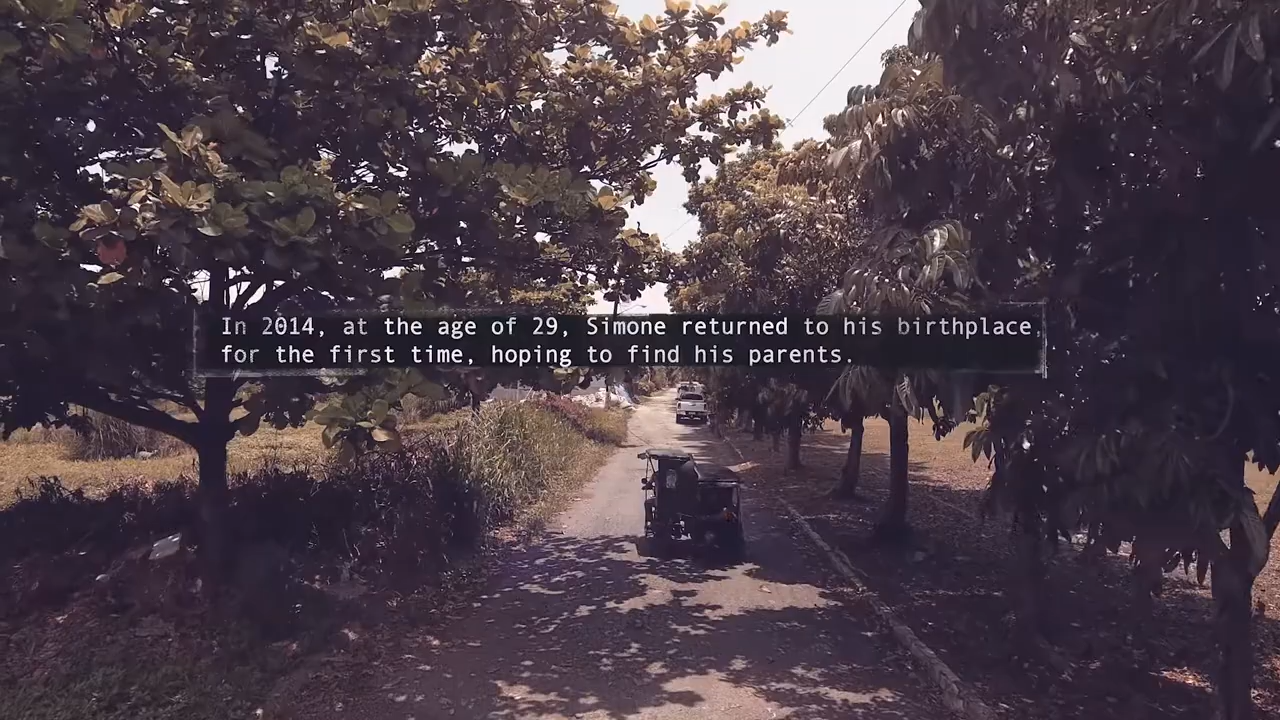 In 2014, at the age of 29, Simone returned to his birthplace,
for the first time, hoping to find his parents.